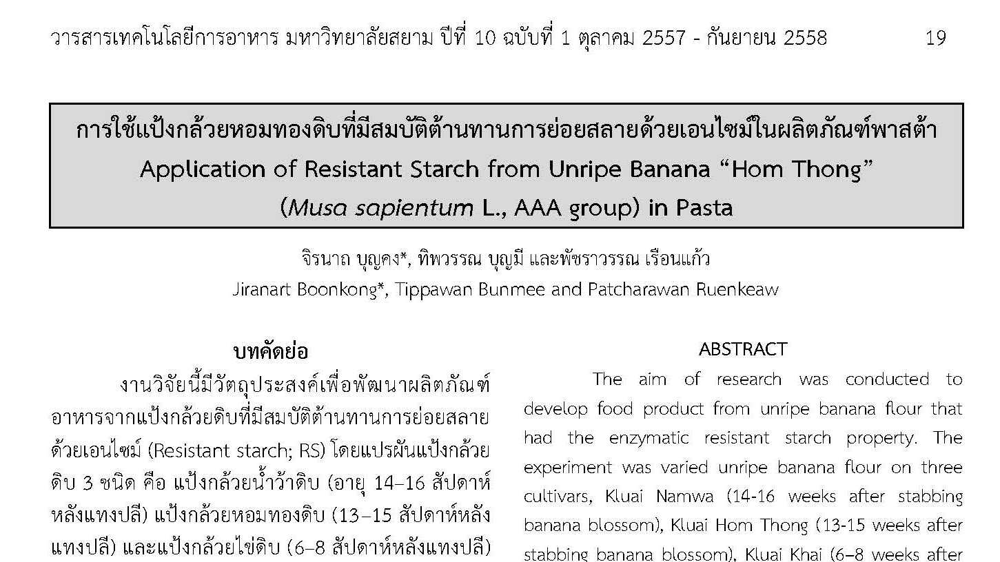 วารสารเทคโนโลยีการอาหาร มหาวิทยาลัยสยาม ปีที่ 10 ฉบับที่ 1 ตุลาคม 2557 - กันยายน 2558 19
การใช้แป้งกล้วยหอมทองดิบที่มีสมบัติต้านทานการย่อยสลายด้วยเอนไซม์ในผลิตภัณฑ์พาสต้า
Application of Resistant Starch from Unripe Banana “Hom Thong”
(Musa sapientum L., AAA group) in Pasta
จิรนาถ บุญคง*, ทิพวรรณ บุญมี และพัชราวรรณ เรือนแก้ว
Jiranart Boonkong*, Tippawan Bunmee and Patcharawan Ruenkeaw
บทคัดย่อ
งานวิจัยนี้มีวัตถุประสงค์เพื่อพัฒนาผลิตภัณฑ์
อาหารจากแป้งกล้วยดิบที่มีสมบัติต้านทานการย่อยสลาย
ด้วยเอนไซม์ (Resistant starch; RS) โดยแปรผันแป้งกล้วย
ดิบ 3 ชนิด คือ แป้งกล้วยน้ำว้าดิบ (อายุ 14–16 สัปดาห์
หลังแทงปลี) แป้งกล้วยหอมทองดิบ (13–15 สัปดาห์หลัง
แทงปลี) และแป้งกล้วยไข่ดิบ (6–8 สัปดาห์หลังแทงปลี)
ABSTRACT
The aim of research was conducted to
develop food product from unripe banana flour that
had the enzymatic resistant starch property. The
experiment was varied unripe banana flour on three
cultivars, Kluai Namwa (14-16 weeks after stabbing
banana blossom), Kluai Hom Thong (13-15 weeks after
stabbing banana blossom), Kluai Khai (6–8 weeks after